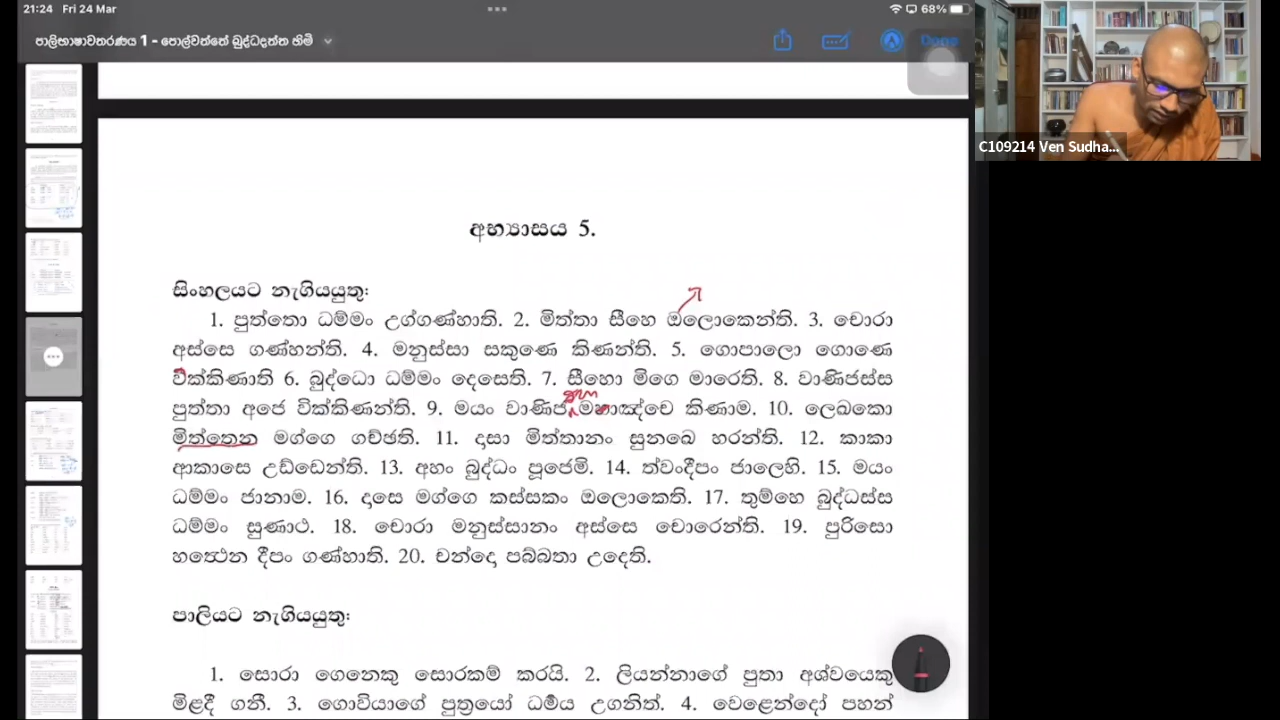 21:24 Fri 24 Mar
68%
පාලිභාෂාවතරණය 1 - පොල්වත්තේ බුද්ධදත්ත හිමි
Done
C109214 Ven Sudha...
අභ්‍යාසය 5.
සිංහලයට නැගියයුතු:
1. පුත්තො ධම්මං උග්ගණ්හාති. 2. මිත්තා සීහෙ ඔලොකෙන්ති. 3. චොරා
අස්සෙ ගණ්හන්ති. 4. මනුස්සා සකුණෙ කිණන්ති. 5. ගොපාලො ගොණෙ
වික්කිණාති 6. බුද්ධො ධම්මං දෙසෙති. 7. සීහො මිගෙ මාරෙති. 8. වාණිජස්ස
පුත්තා අජෙ වික්කිණන්ති. 9. මයං වාණිජ මඤ්චෙ කිණාම. 10. ලෙඛකො
මිත්තෙන මග්ගෙ ගච්ඡති. 11. දාසා මිත්තානං සුනඛෙ හරන්ති. 12. කාකා
ආකාසෙ උඩ්ඩෙන්ති. 13. අහං බුද්ධං පූජෙමි. 14. ත්වංදීපං ජාලෙහි. 15. මයං
ධම්මං ජානාම. 16. දාසෙ මග්ගෙ කස්සකං ඔලොකෙති. 17. තුම්හෙ බුද්ධස්ස
ධම්මං සුණාථ. 18. චොරා මනුස්සානං අස්සෙ චොරෙන්ති. 19. පුරිසො
හත්‍ථෙන දීපං ගණ්හාති. 20. චන්දො පබ්බතා උදෙති.
පාලියට නැගියයුතු:
1. සොරා නෙකු සොරකම් කරයි. 2. ලියන්නාගේ පුතා අශ්වයෙකු
මිළදී ගනී. 3. ගොවියාගේ පුත්‍රයෝ ධර්‍මය උගනිත්. 4. වෙළෙන්දෝ පහන්